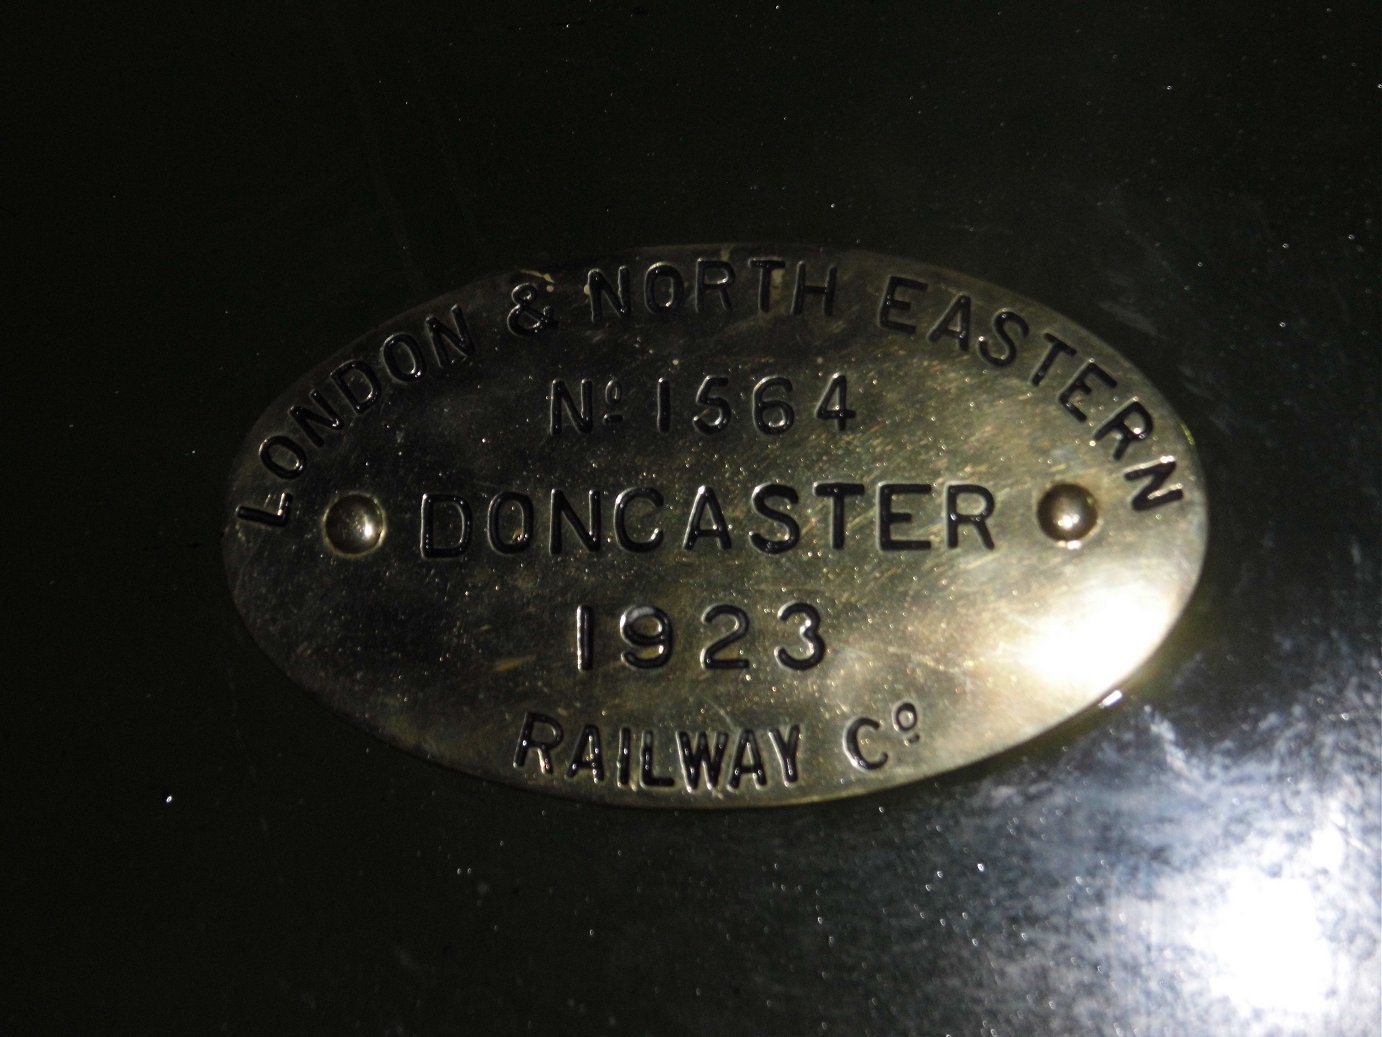 LONDON & NORTH EASTERN
Nº 1564
DONCASTER
1923
RAILWAY Cº